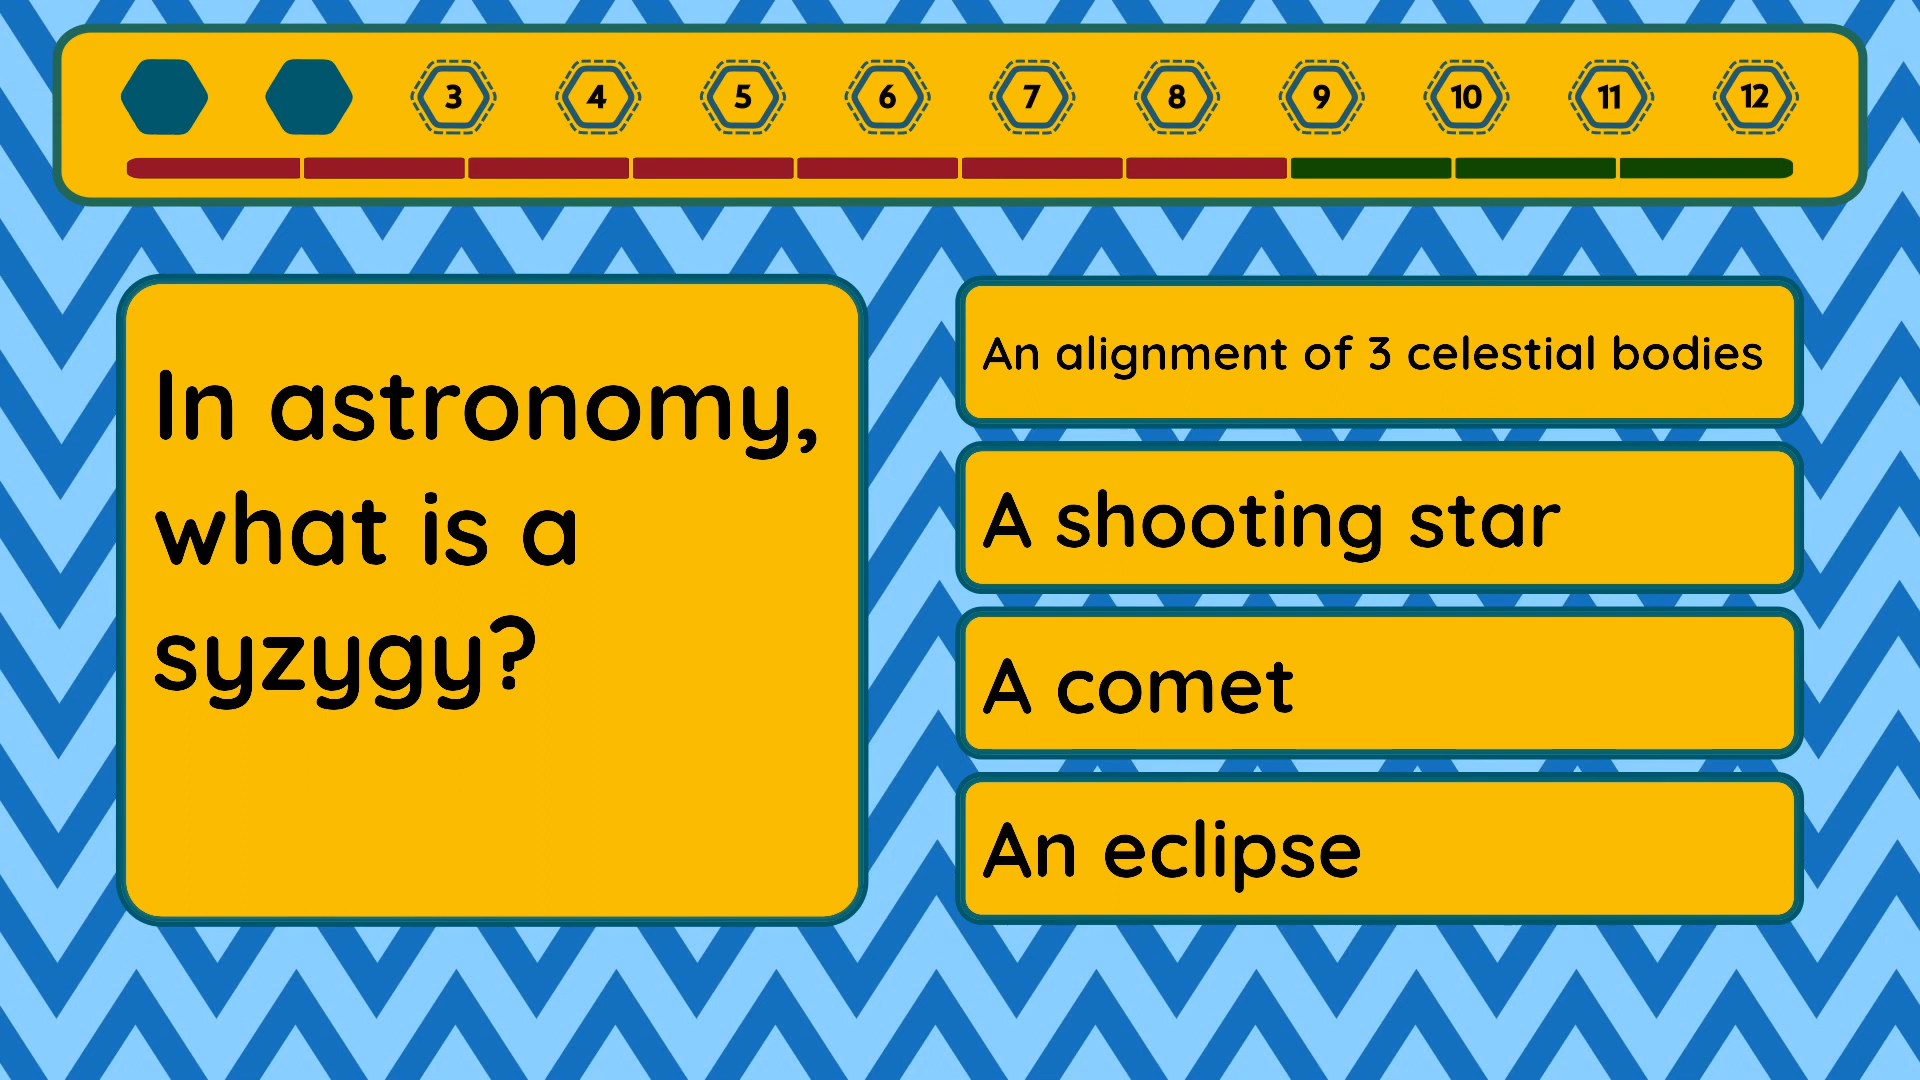 3 4 5 6 7 8 9 10 11 12
In astronomy,
what is a
syzygy?
An alignment of 3 celestial bodies
A shooting star
A comet
An eclipse